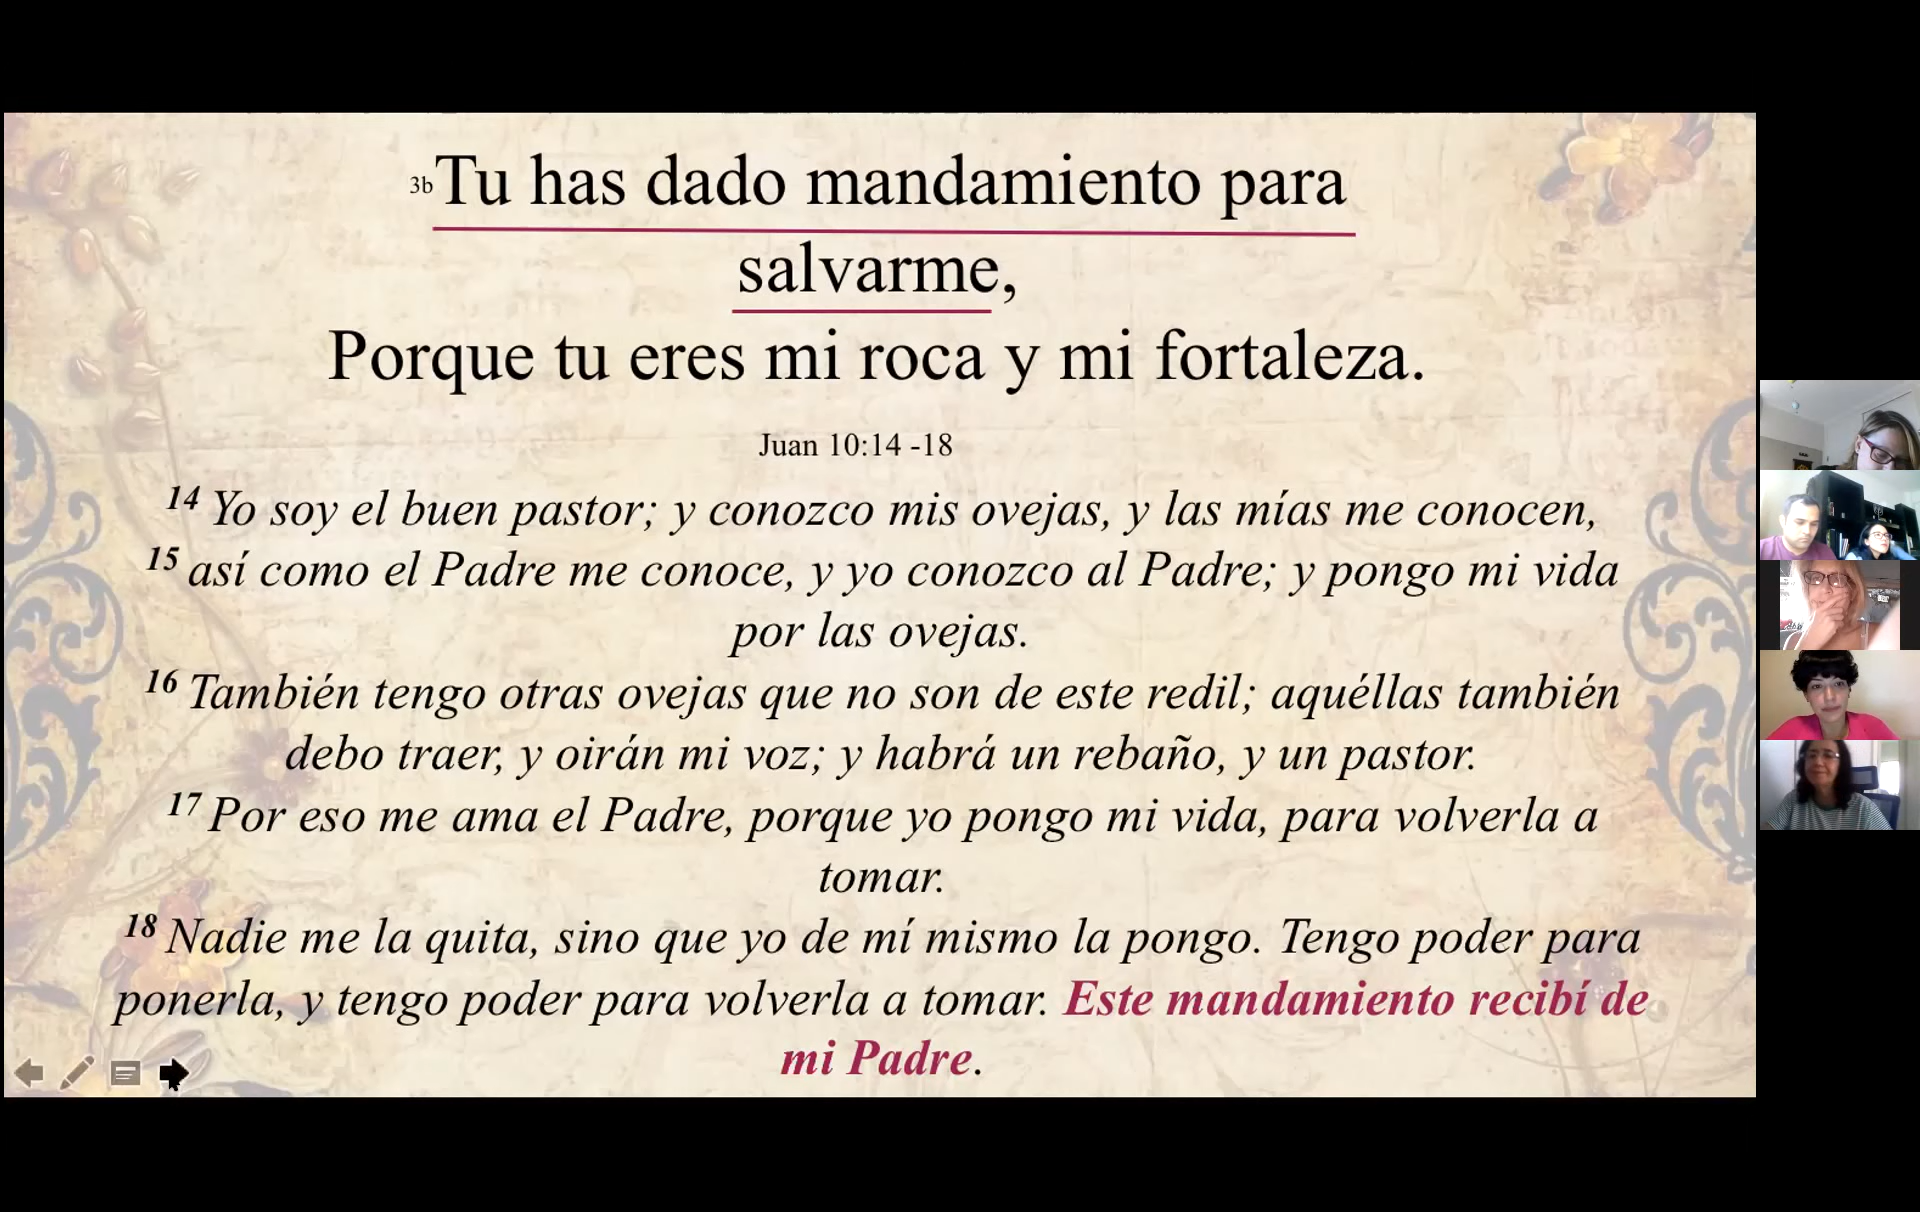 3bTu has dado mandamiento para
salvarme,
Porque tu eres mi roca y mi fortaleza.
Juan 10:14 -18
14 Yo soy el buen pastor; y conozco mis ovejas, y las mías me conocen,
15 así como el Padre me conoce, y yo conozco al Padre; y pongo mi vida
por las ovejas.
16 También tengo otras ovejas que no son de este redil; aquéllas también
debo traer, y oirán mi voz; y habrá un rebaño, y un pastor.
17 Por eso me ama el Padre, porque yo pongo mi vida, para volverla a
tomar.
18 Nadie me la quita, sino que yo de mí mismo la pongo. Tengo poder para
ponerla, y tengo poder para volverla a tomar. Este mandamiento recibí de
mi Padre.